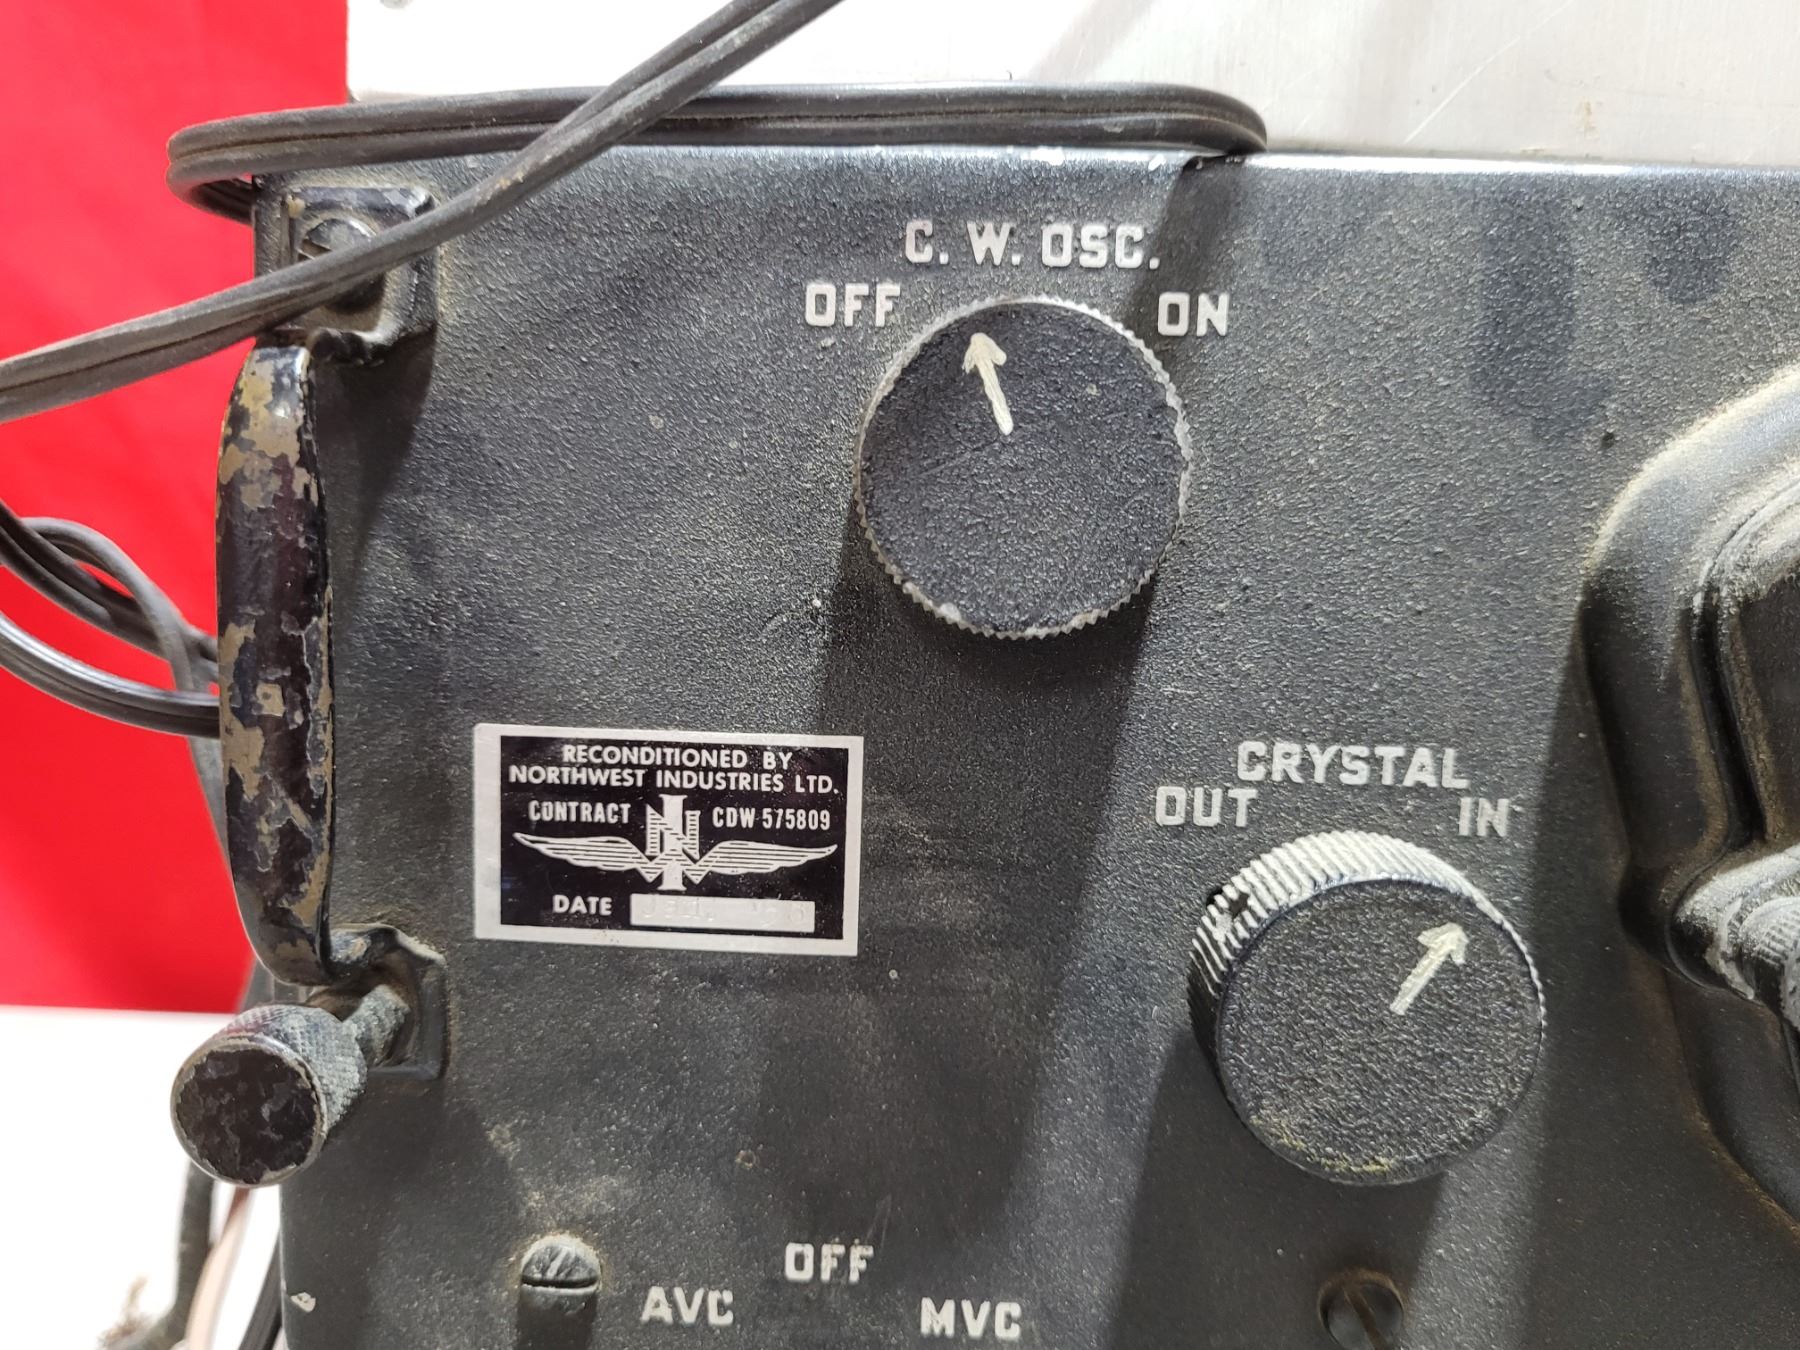 C. W. OSC.
OFF ON
RECONDITIONED BY
NORTHWEST INDUSTRIES LTD.
CONTRACT CDW 575809
DATE
CRYSTAL
OUT IN
OFF
AVC MVC